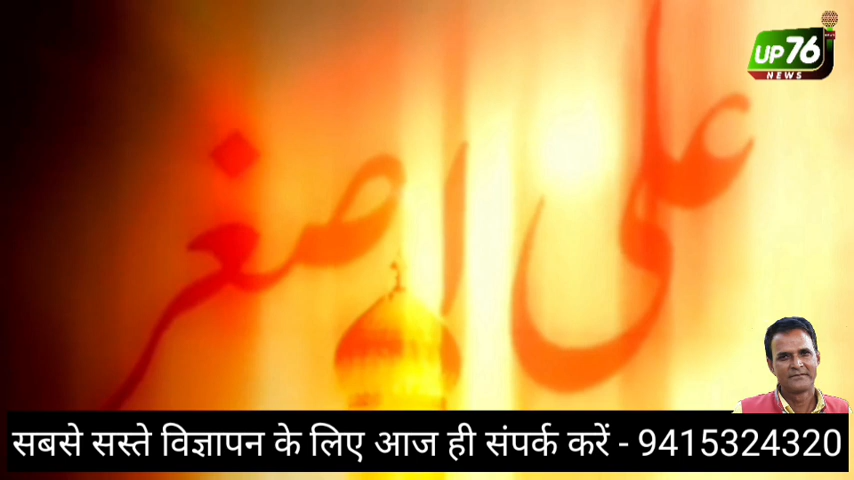 UP76
NEWS
علی اصغر
सबसे सस्ते विज्ञापन के लिए आज ही संपर्क करें - 9415324320